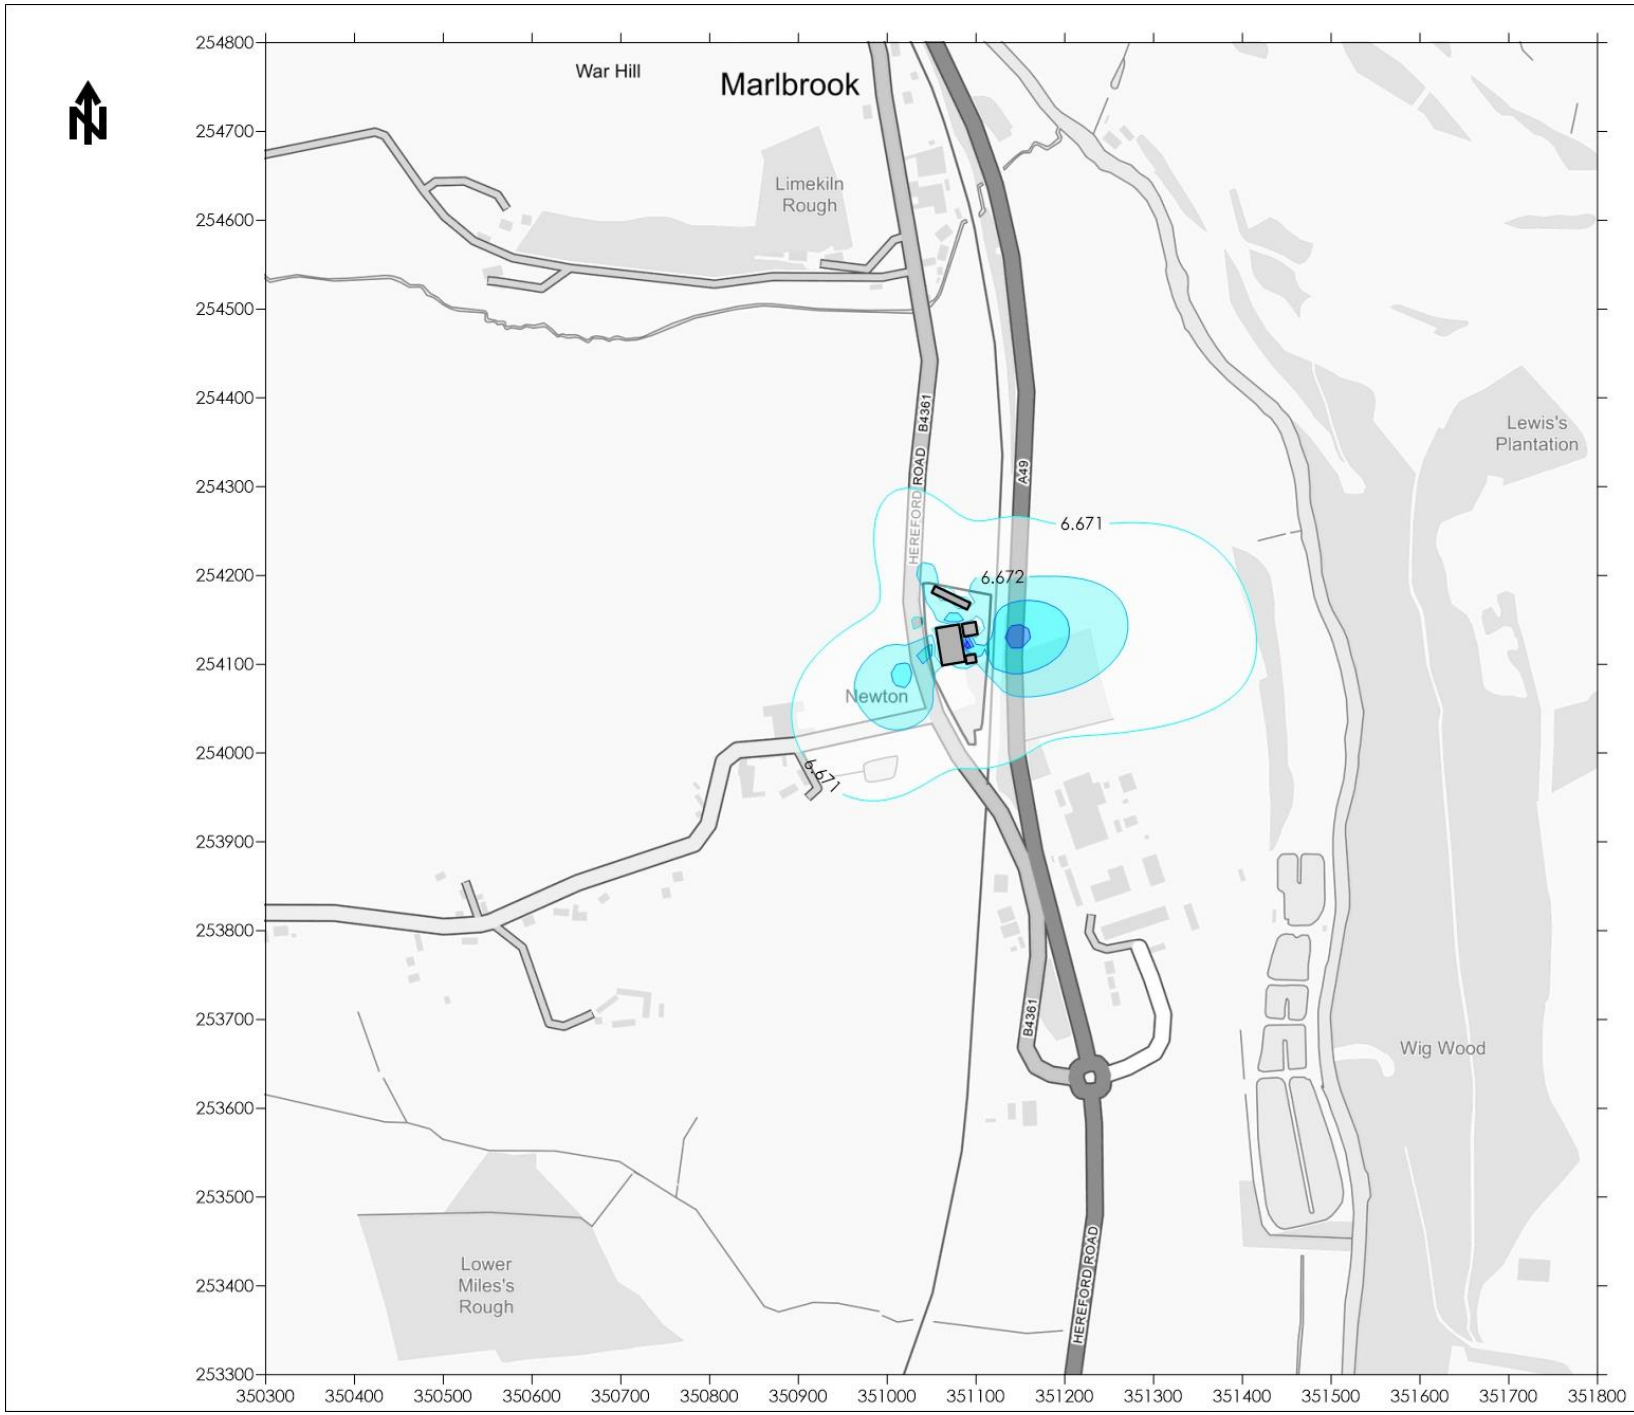 N
254800
254700
254600
254500
254400
254300
254200
254100
254000
253900
253800
253700
253600
253500
253400
253300
War Hill
Marlbrook
Limekiln
Rough
B4361
HEREFORD ROAD
A49
Lewis's
Plantation
6.671
6.672
Newton
6.671
B4361
Wig Wood
HEREFORD ROAD
Lower
Miles's
Rough
350300 350400 350500 350600 350700 350800 350900 351000 351100 351200 351300 351400 351500 351600 351700 351800